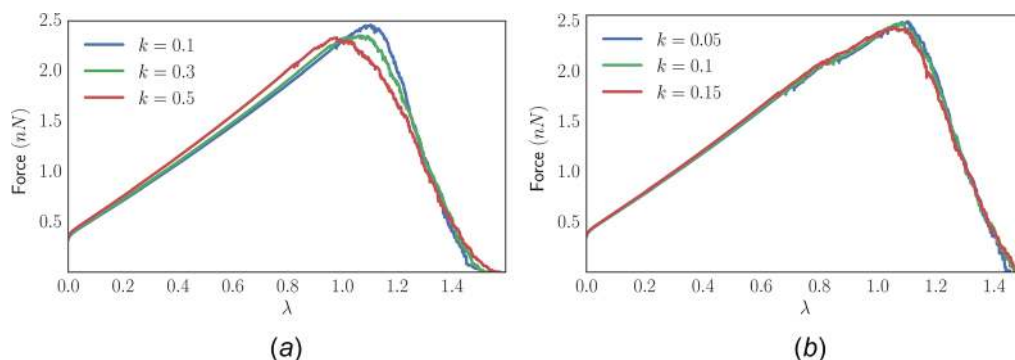 2.5
2.0
1.5
1.0
0.5
Force (nN)
k = 0.1
k = 0.3
k = 0.5
0.0 0.2 0.4 0.6 0.8 1.0 1.2 1.4
λ
(a)
2.5
2.0
1.5
1.0
0.5
Force (nN)
k = 0.05
k = 0.1
k = 0.15
0.0 0.2 0.4 0.6 0.8 1.0 1.2 1.4
λ
(b)